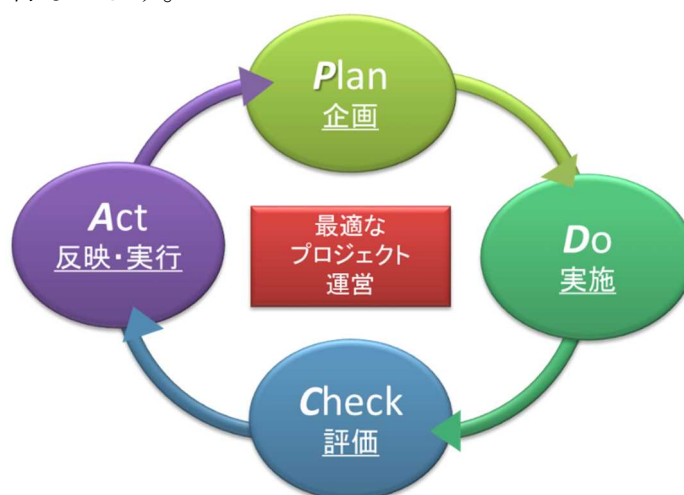 Plan
企画
Do
実施
Check
評価
Act
反映・実行
最適な
プロジェクト
運営